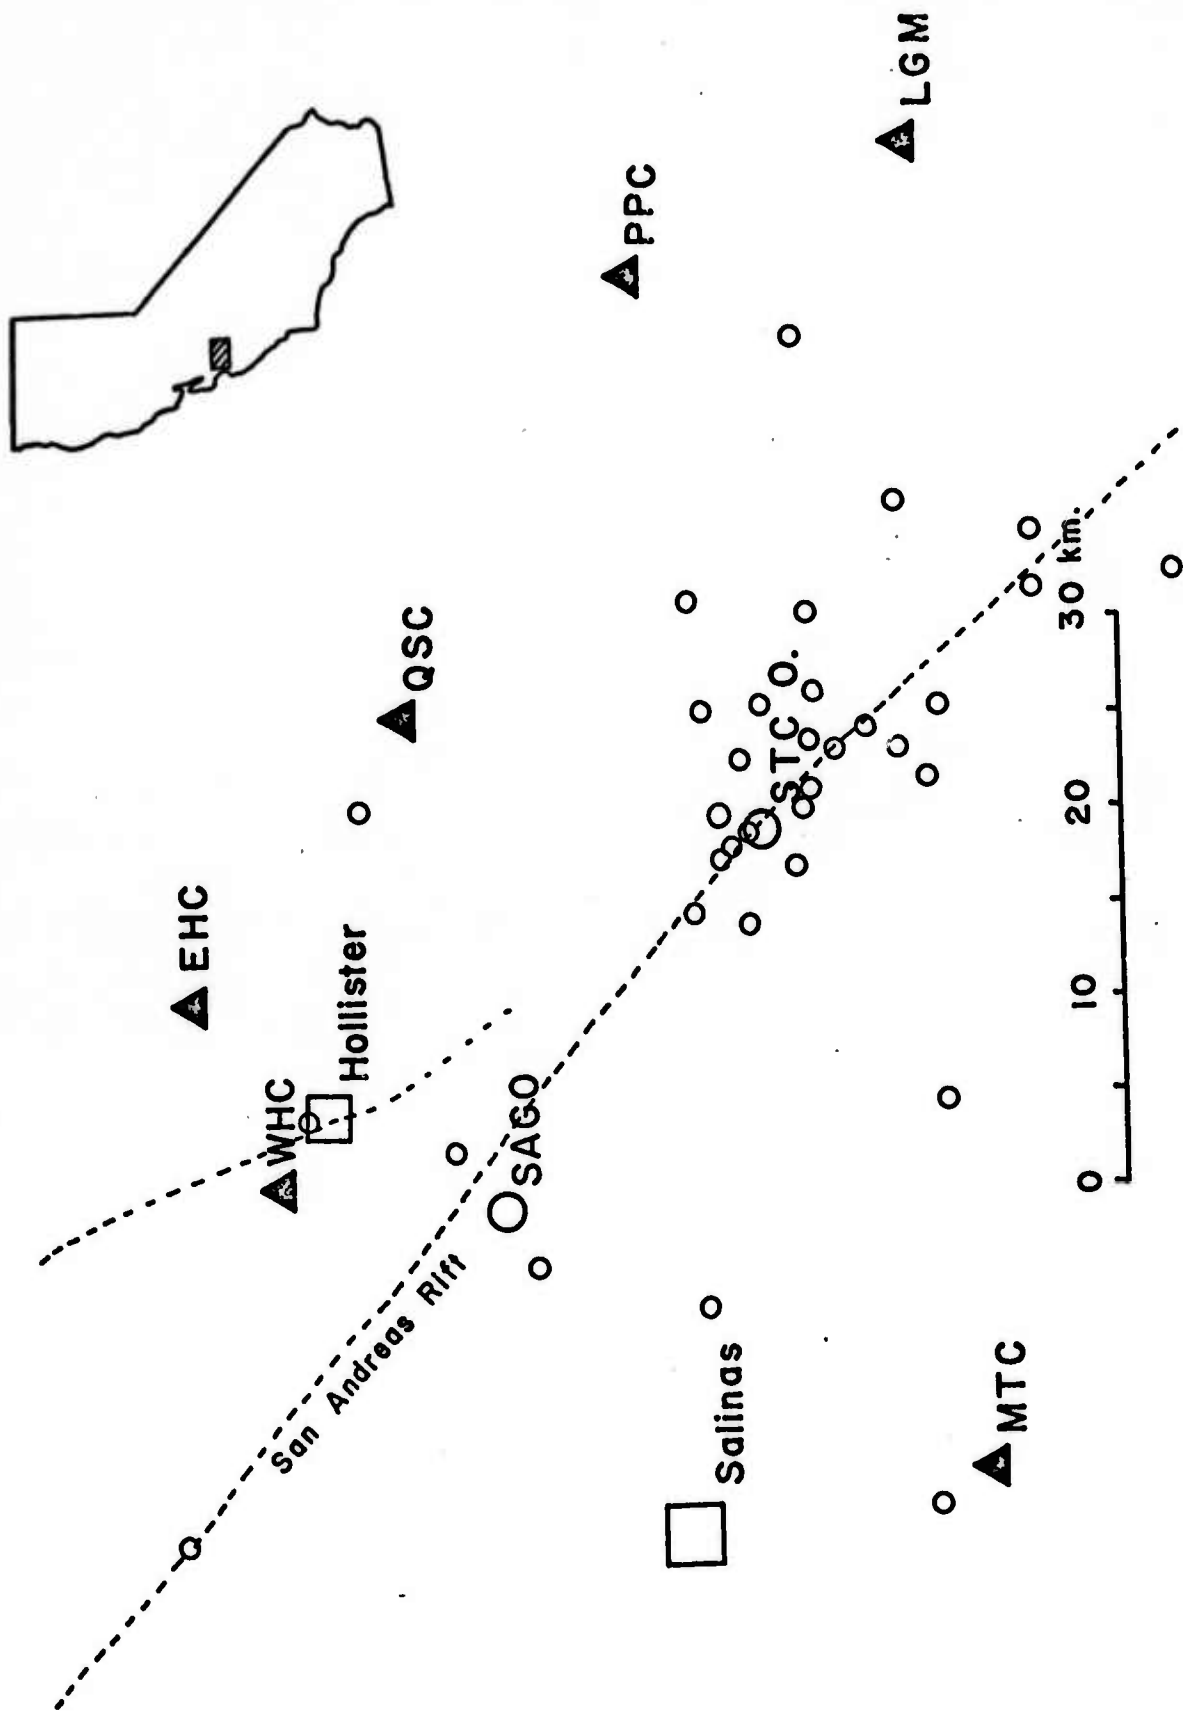 EHC
WHC
Hollister
QSC
SAGO
San Andreas Rift
PPC
LGM
STC O.
Salinas
MTC
0 10 20 30 km.